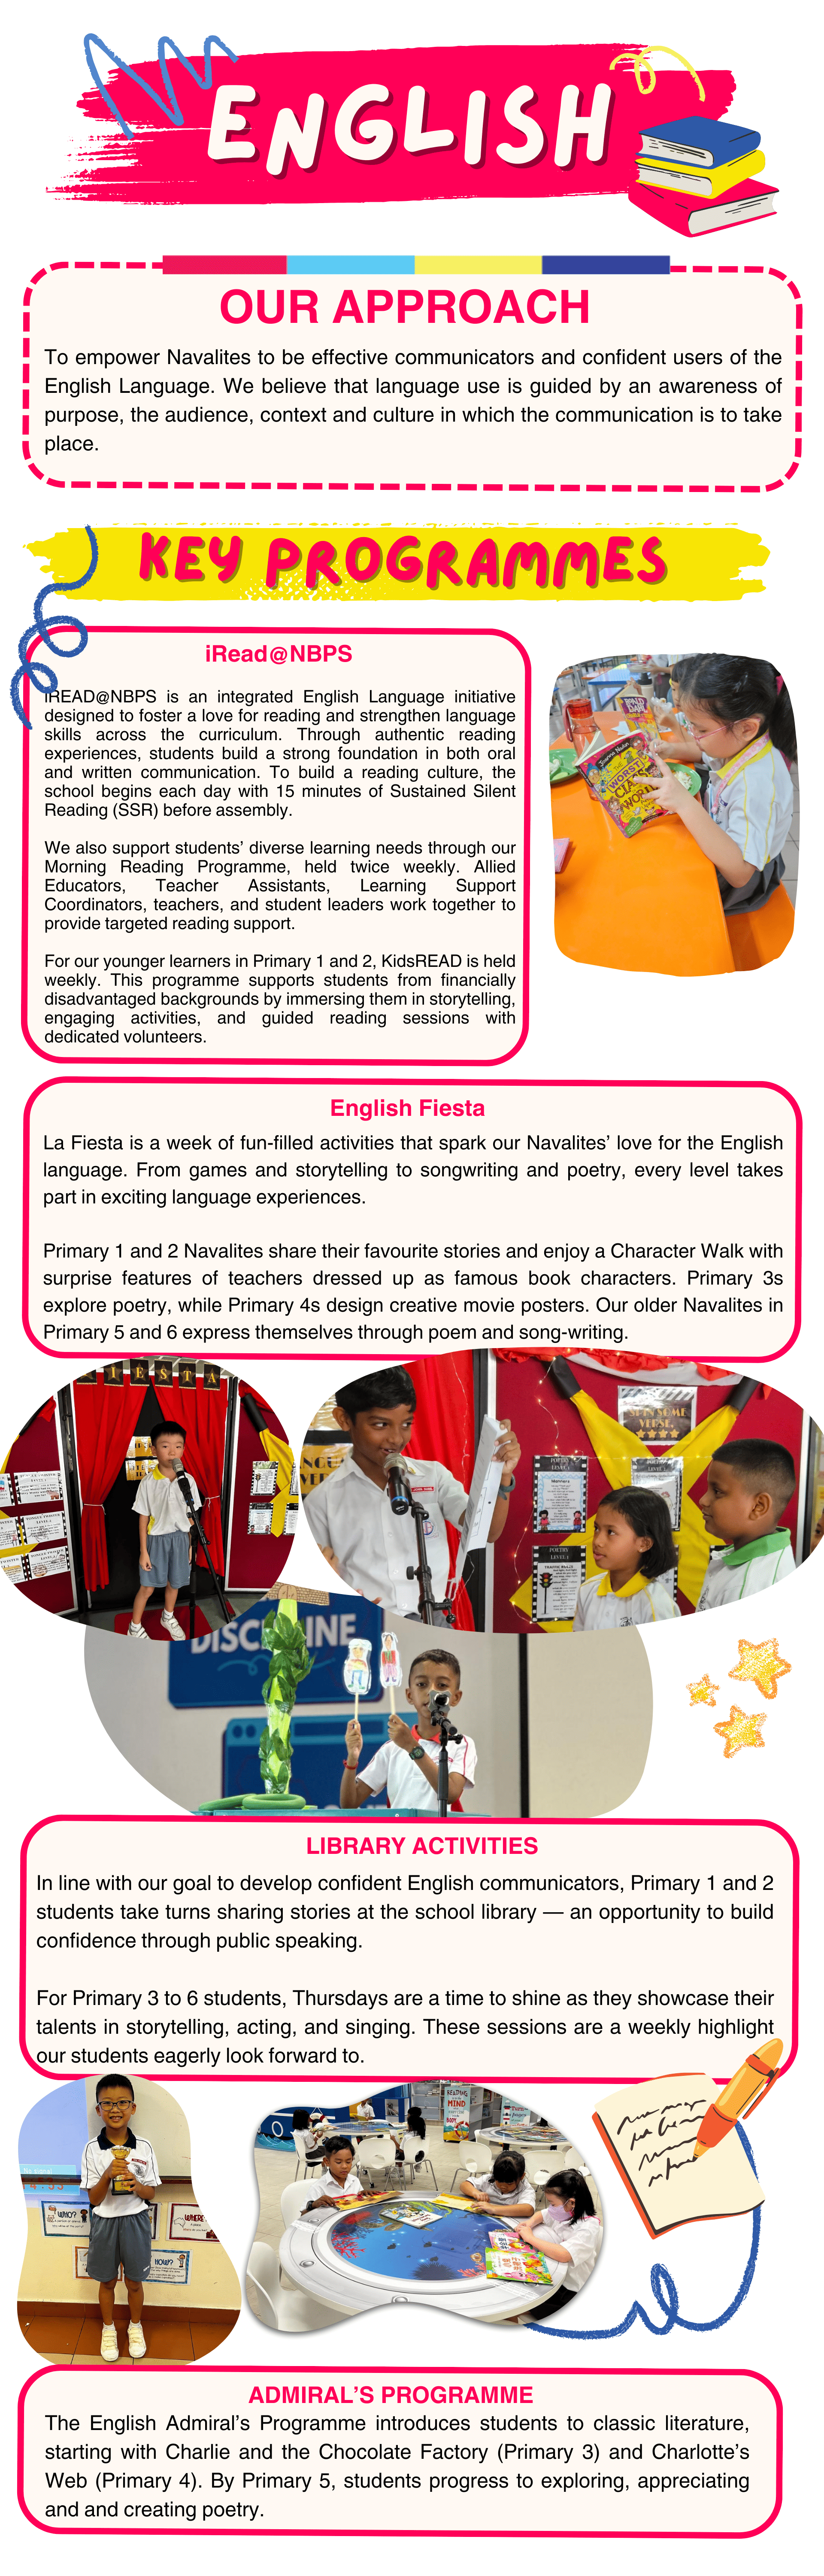 ENGLISH
OUR APPROACH
To empower Navalites to be effective communicators and confident users of the
English Language. We believe that language use is guided by an awareness of
purpose, the audience, context and culture in which the communication is to take
place.
KEY PROGRAMMES
iRead@NBPS
iREAD@NBPS is an integrated English Language initiative
designed to foster a love for reading and strengthen language
skills across the curriculum. Through authentic reading
experiences, students build a strong foundation in both oral
and written communication. To build a reading culture, the
school begins each day with 15 minutes of Sustained Silent
Reading (SSR) before assembly.
We also support students’ diverse learning needs through our
Morning Reading Programme, held twice weekly. Allied
Educators, Teacher Assistants, Learning Support
Coordinators, teachers, and student leaders work together to
provide targeted reading support.
For our younger learners in Primary 1 and 2, KidsREAD is held
weekly. This programme supports students from financially
disadvantaged backgrounds by immersing them in storytelling,
engaging activities, and guided reading sessions with
dedicated volunteers.
English Fiesta
La Fiesta is a week of fun-filled activities that spark our Navalites’ love for the English
language. From games and storytelling to songwriting and poetry, every level takes
part in exciting language experiences.
Primary 1 and 2 Navalites share their favourite stories and enjoy a Character Walk with
surprise features of teachers dressed up as famous book characters. Primary 3s
explore poetry, while Primary 4s design creative movie posters. Our older Navalites in
Primary 5 and 6 express themselves through poem and song-writing.
IESTA
SPIN SOME
VERSE.
POETRY
DISCIPLINE
LIBRARY ACTIVITIES
In line with our goal to develop confident English communicators, Primary 1 and 2
students take turns sharing stories at the school library — an opportunity to build
confidence through public speaking.
For Primary 3 to 6 students, Thursdays are a time to shine as they showcase their
talents in storytelling, acting, and singing. These sessions are a weekly highlight
our students eagerly look forward to.
WHO?
WHERE?
HOW?
READING
MIND
BODY
ADMIRAL’S PROGRAMME
The English Admiral’s Programme introduces students to classic literature,
starting with Charlie and the Chocolate Factory (Primary 3) and Charlotte’s
Web (Primary 4). By Primary 5, students progress to exploring, appreciating
and and creating poetry.